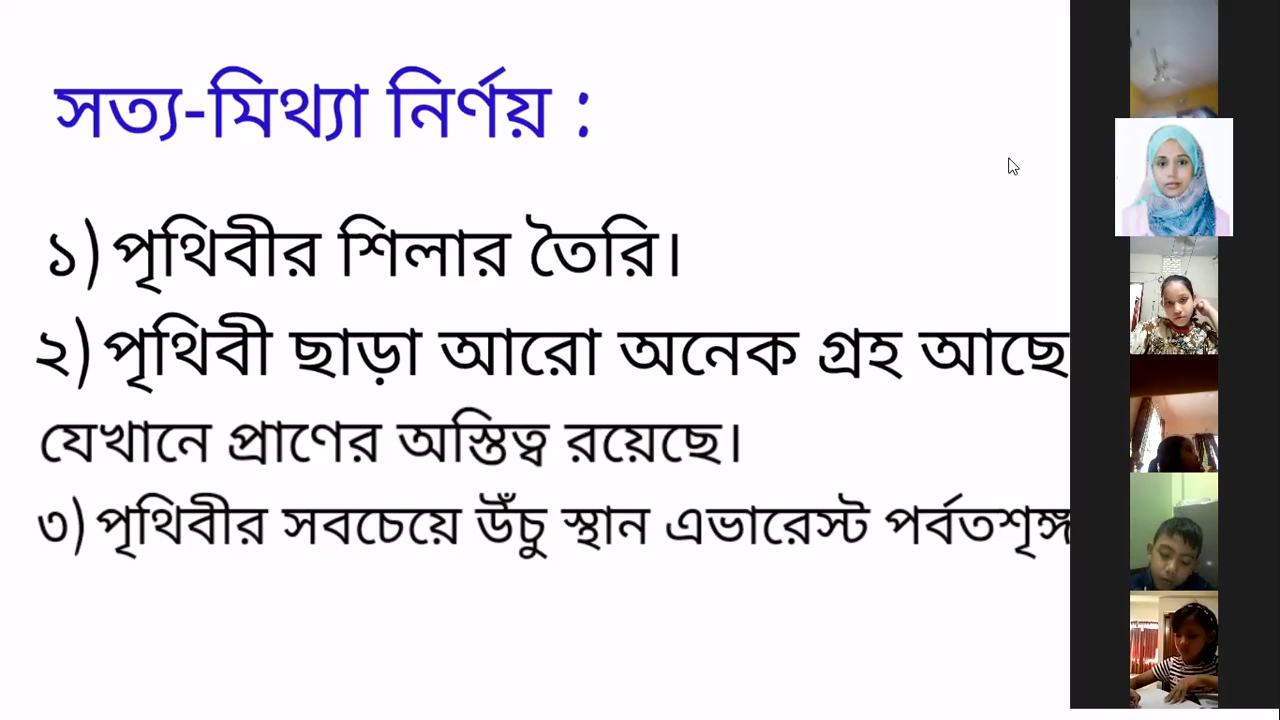 সত্য-মিথ্যা নির্ণয় :
১) পৃথিবীর শিলার তৈরি।
২) পৃথিবী ছাড়া আরো অনেক গ্রহ আছে
যেখানে প্রাণের অস্তিত্ব রয়েছে।
৩) পৃথিবীর সবচেয়ে উঁচু স্থান এভারেস্ট পর্বতশৃঙ্গ